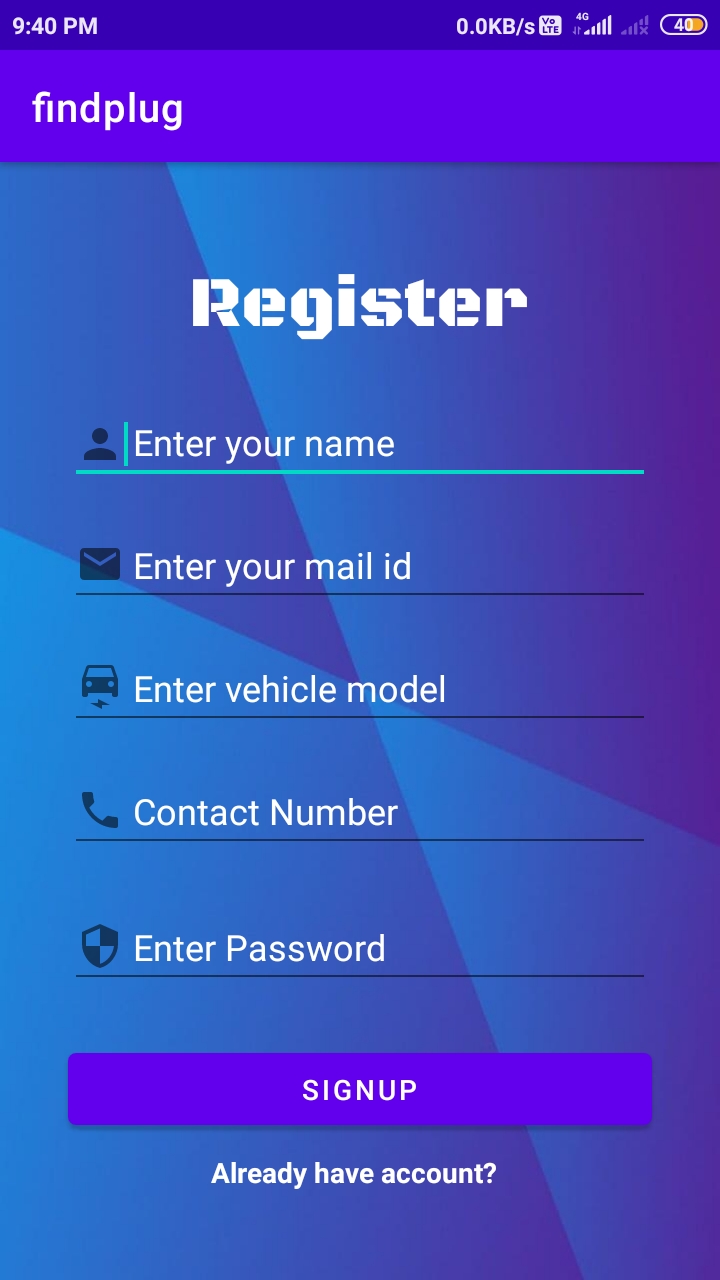 9:40 PM 0.0KB/s Vo LTE 4G 40
findplug
Register
Enter your name
Enter your mail id
Enter vehicle model
Contact Number
Enter Password
SIGNUP
Already have account?